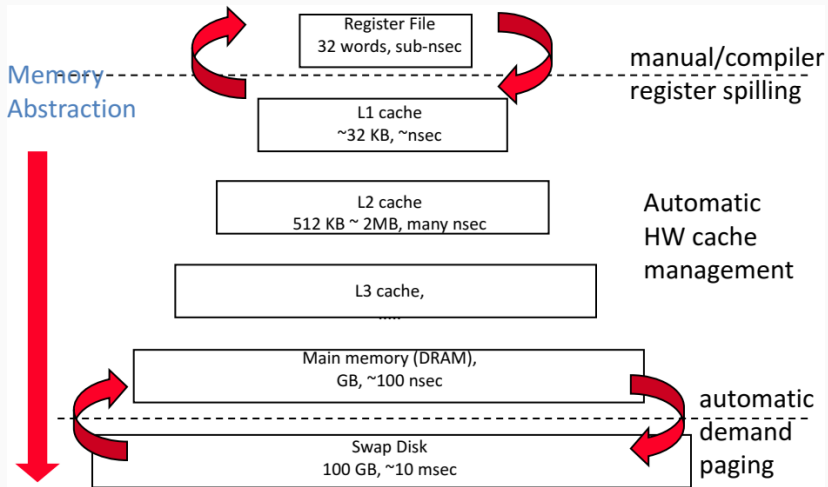 Register File
32 words, sub-nsec
manual/compiler
register spilling
Memory
Abstraction
L1 cache
~32 KB, ~nsec
L2 cache
512 KB ~ 2MB, many nsec
Automatic
HW cache
management
L3 cache,
.....
Main memory (DRAM),
GB, ~100 nsec
automatic
demand
paging
Swap Disk
100 GB, ~10 msec